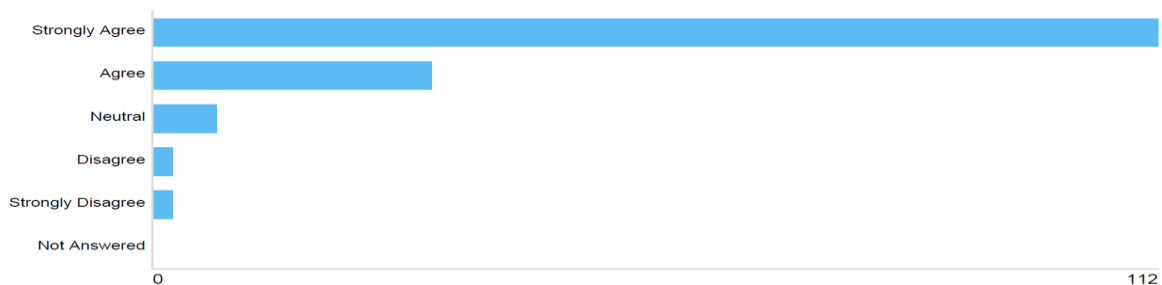 Strongly Agree
Agree
Neutral
Disagree
Strongly Disagree
Not Answered
0 112